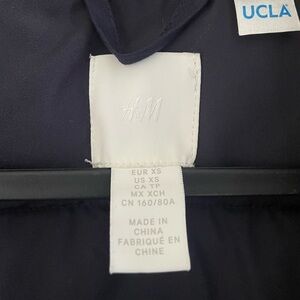 UCLA
H&M
EUR XS
US XS
CA TP
MX XCH
CN 160/80A
MADE IN
CHINA
FABRIQUÉ EN
CHINE